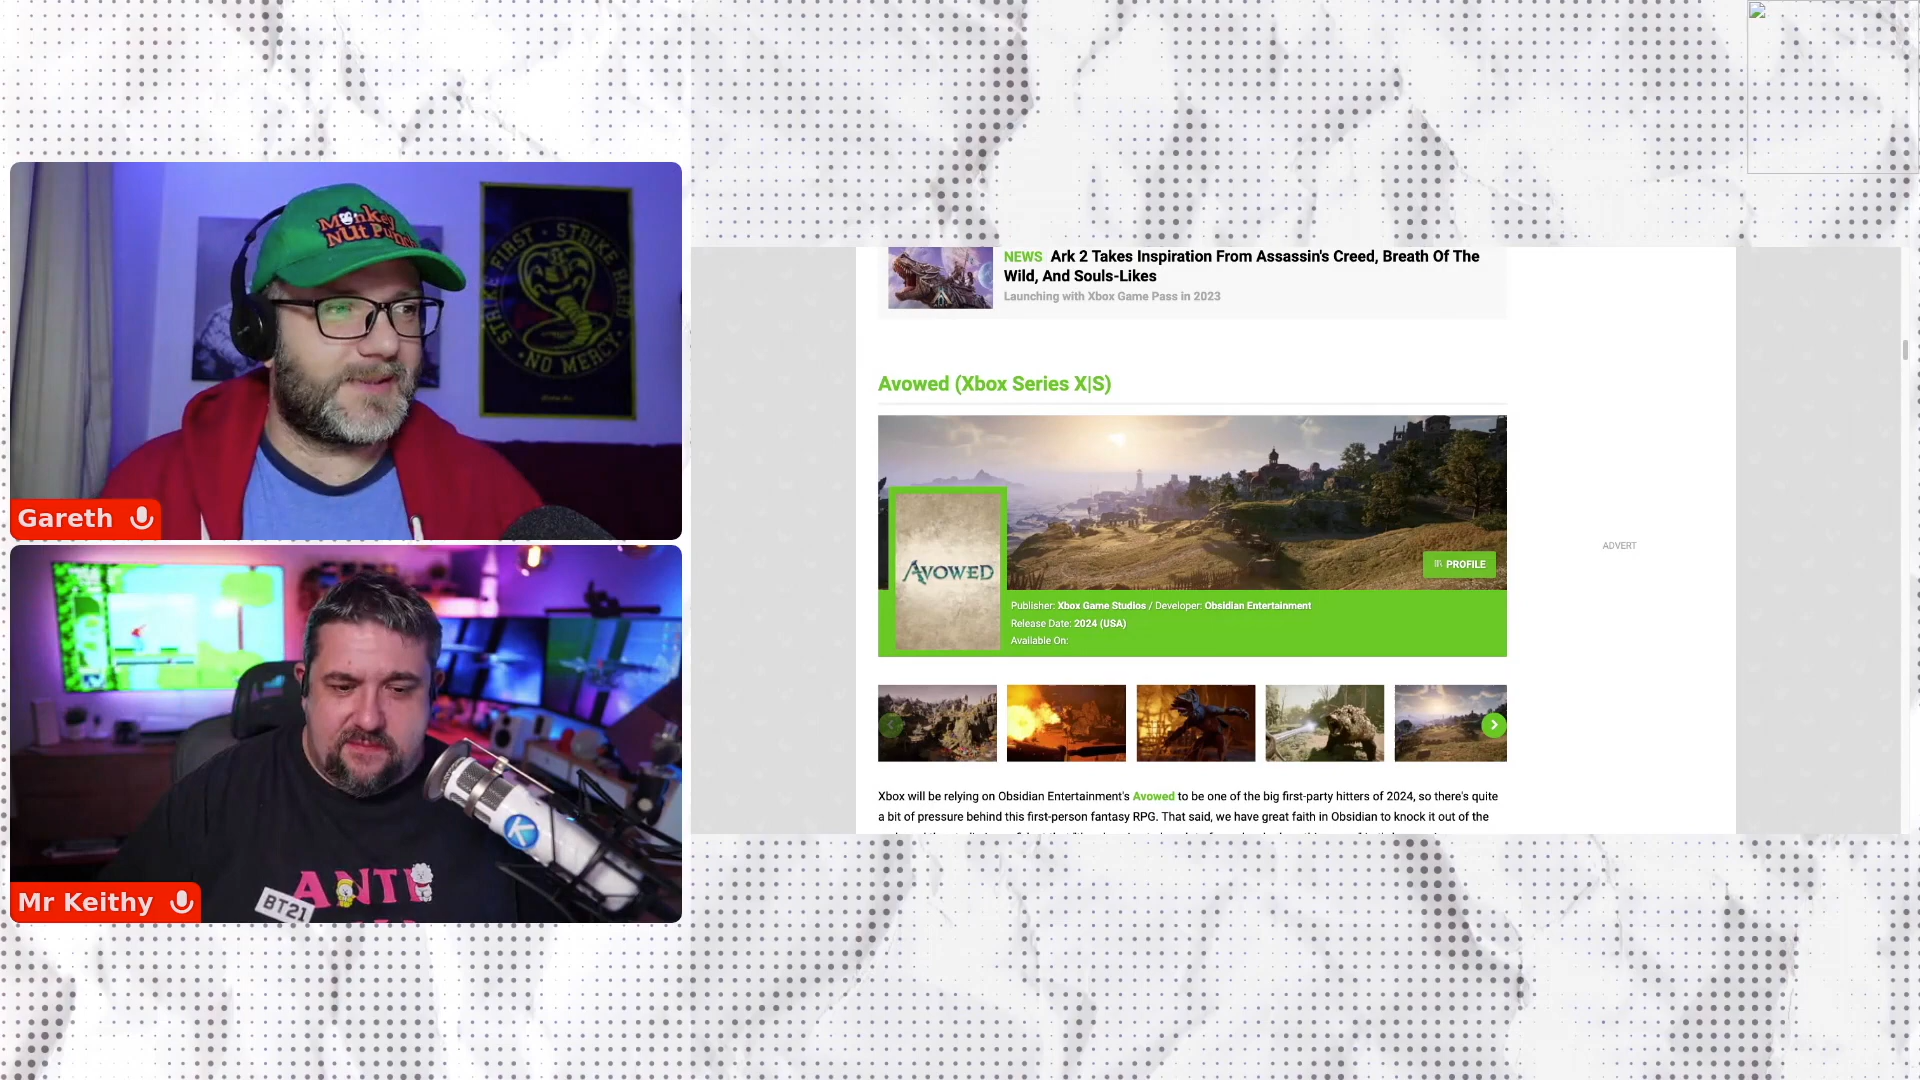 Monkey
Nut Punch
STRIKE FIRST · STRIKE HARD
· NO MERCY ·
Gareth
ANTI
BT21
Mr Keithy
NEWS Ark 2 Takes Inspiration From Assassin's Creed, Breath Of The
Wild, And Souls-Likes
Launching with Xbox Game Pass in 2023
Avowed (Xbox Series X|S)
AVOWED
PROFILE
Publisher: Xbox Game Studios / Developer: Obsidian Entertainment
Release Date: 2024 (USA)
Available On:
ADVERT
Xbox will be relying on Obsidian Entertainment's Avowed to be one of the big first-party hitters of 2024, so there's quite
a bit of pressure behind this first-person fantasy RPG. That said, we have great faith in Obsidian to knock it out of the